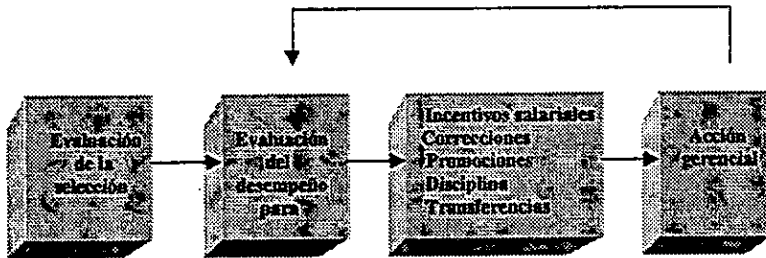 Evaluación
de la
selección
Evaluación
del
desempeño
para
Incentivos salariales
Correcciones
Promociones
Disciplina
Transferencias
Acción
gerencial